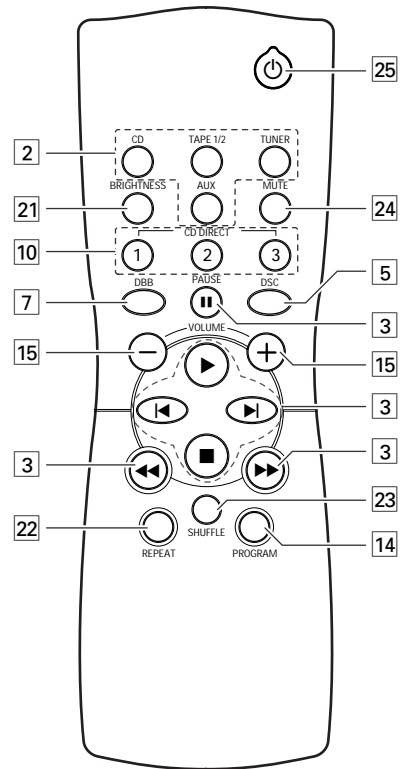 25
CD TAPE 1/2 TUNER
2
BRIGHTNESS AUX MUTE
21 24
CD DIRECT
10 1 2 3
DBB PAUSE DSC
5
7
3
VOLUME
15 − + 15
3
3 3
23
22 SHUFFLE 14
REPEAT PROGRAM